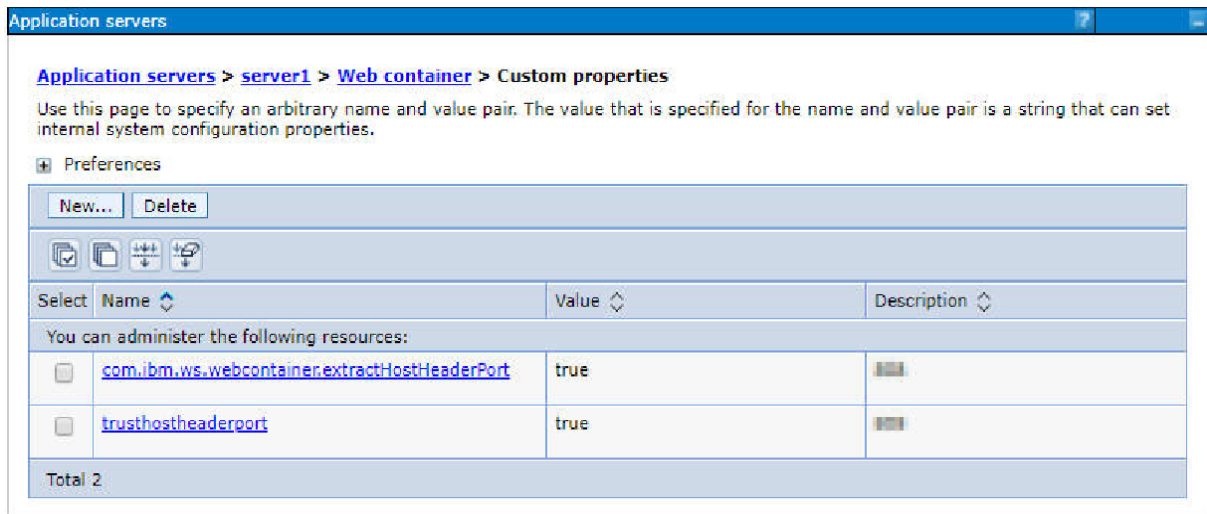 Application servers
?
Application servers > server1 > Web container > Custom properties
Use this page to specify an arbitrary name and value pair. The value that is specified for the name and value pair is a string that can set
internal system configuration properties.
Preferences
New... Delete
Select Name Value Description
You can administer the following resources:
com.ibm.ws.webcontainer.extractHostHeaderPort true
trusthostheaderport true
Total 2